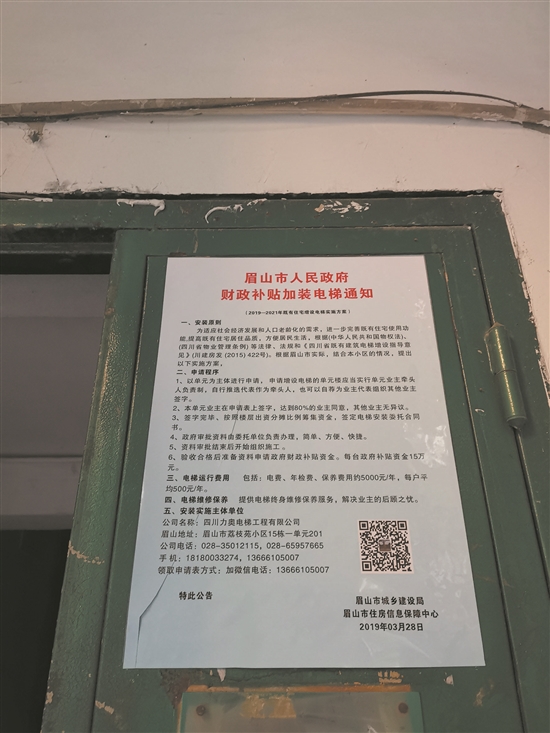 眉山市人民政府
财政补贴加装电梯通知
（2019—2021年既有住宅增设电梯实施方案）
一、安装原则
为适应社会经济发展和人口老龄化的需求，进一步完善既有住宅使用功
能,提高既有住宅居住品质，方便居民生活，根据《中华人民共和国物权法》，
《四川省物业管理条例》等法律，法规和《四川省既有建筑电梯增设指导意
见》(川建房发(2015) 422号)。根据眉山市实际，结合本小区的情况，提出
以下实施方案，
二、申请程序
1、以单元为主体进行申请，申请增设电梯的单元楼应当实行单元业主牵头
人负责制，自行推选代表作为牵头人，也可以自荐为业主代表组织其他业主
签字。
2、本单元业主在申请表上签字，达到80%的业主同意，其他业主无异议。
3、签字完毕、按照楼层出资分摊比例筹集资金，签定电梯安装委托合同
书。
4、政府审批资料由委托单位负责办理，简单、方便、快捷。
5、资料审批结束后开始组织施工。
6、验收合格后准备资料申请政府财政补贴资金。每台政府补贴资金15万
元。
三、电梯运行费用 包括：电费、年检费、保养费用约5000元/年，每户平
均500元/年。
四、电梯维修保养 提供电梯终身维修保养服务，解决业主的后顾之忧。
五、安装实施主体单位
公司名称：四川力奥电梯工程有限公司
眉山地址：眉山市荔枝苑小区15栋一单元201
公司电话：028-35012115，028-65957665
手 机：18180033274，13666105007
领取申请表方式：加微信电话：13666105007
特此公告
眉山市城乡建设局
眉山市住房信息保障中心
2019年03月28日